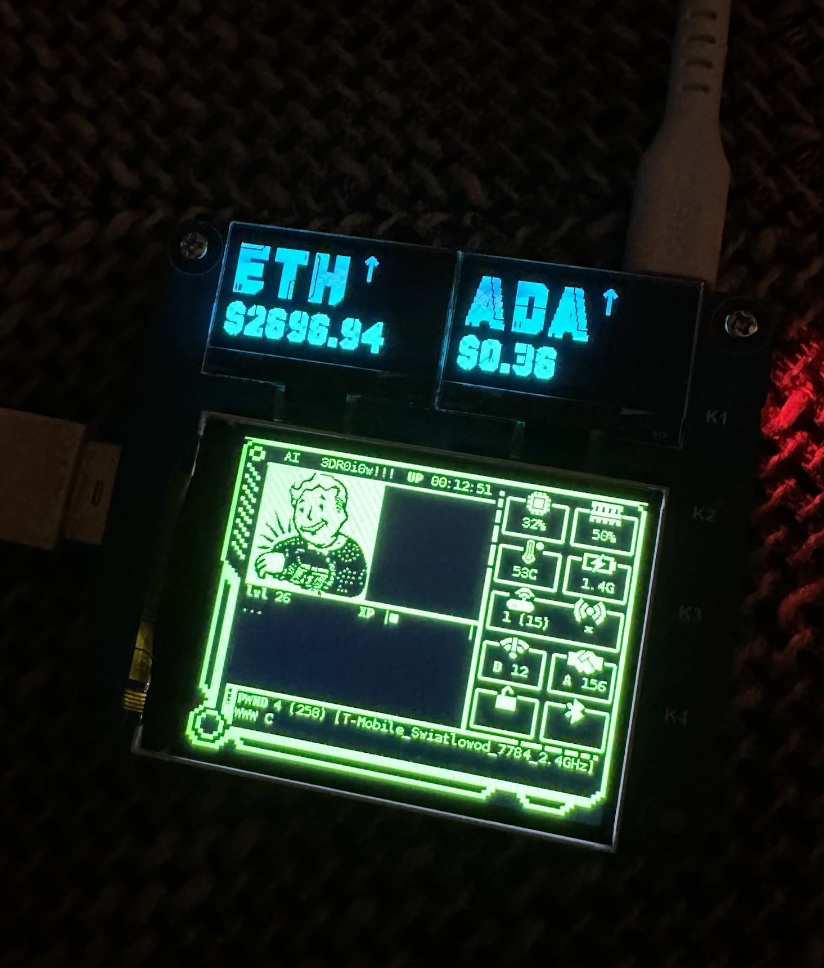 ETH↑
$2696.94
ADA↑
$0.36
K1
AI 3DR0i0w!!! UP 00:12:51
32%
50%
K2
53C
1.4G
lvl 26
XP
...
1 (15)
K3
D 12
A 156
PWND 4 (258) [T-Mobile_Swiatlowod_7784_2.4GHz]
WWW C
K4